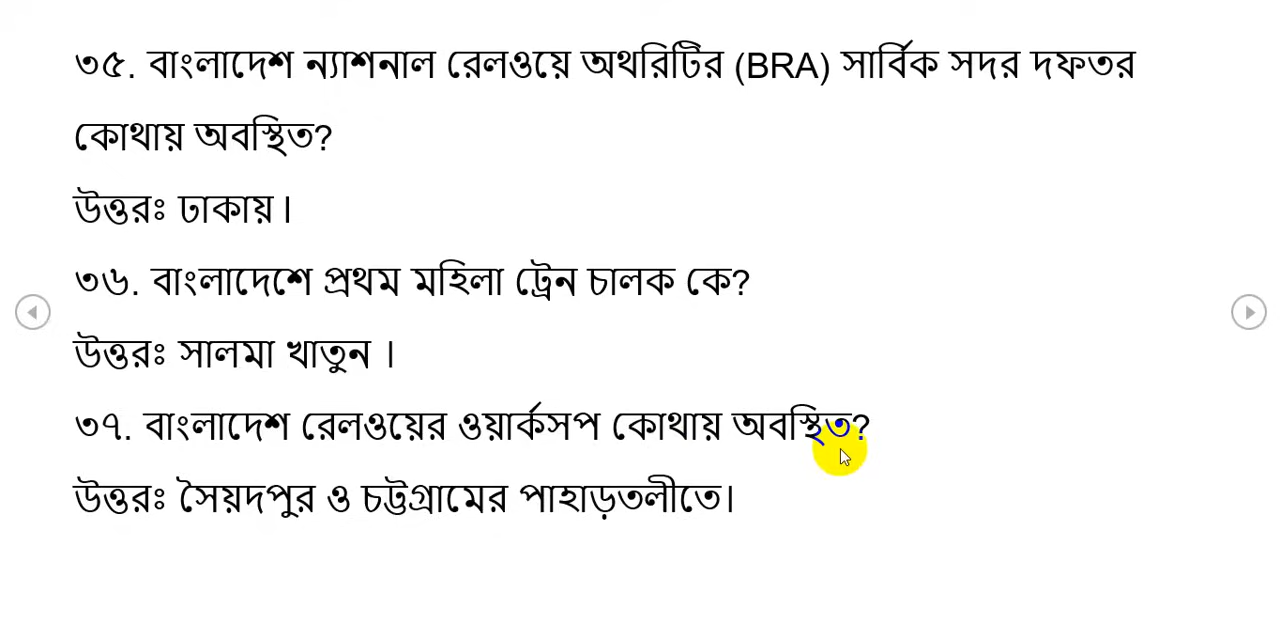 ৩৫. বাংলাদেশ ন্যাশনাল রেলওয়ে অথরিটির (BRA) সার্বিক সদর দফতর
কোথায় অবস্থিত?
উত্তরঃ ঢাকায়।
৩৬. বাংলাদেশে প্রথম মহিলা ট্রেন চালক কে?
উত্তরঃ সালমা খাতুন ।
৩৭. বাংলাদেশ রেলওয়ের ওয়ার্কসপ কোথায় অবস্থিত?
উত্তরঃ সৈয়দপুর ও চট্টগ্রামের পাহাড়তলীতে।